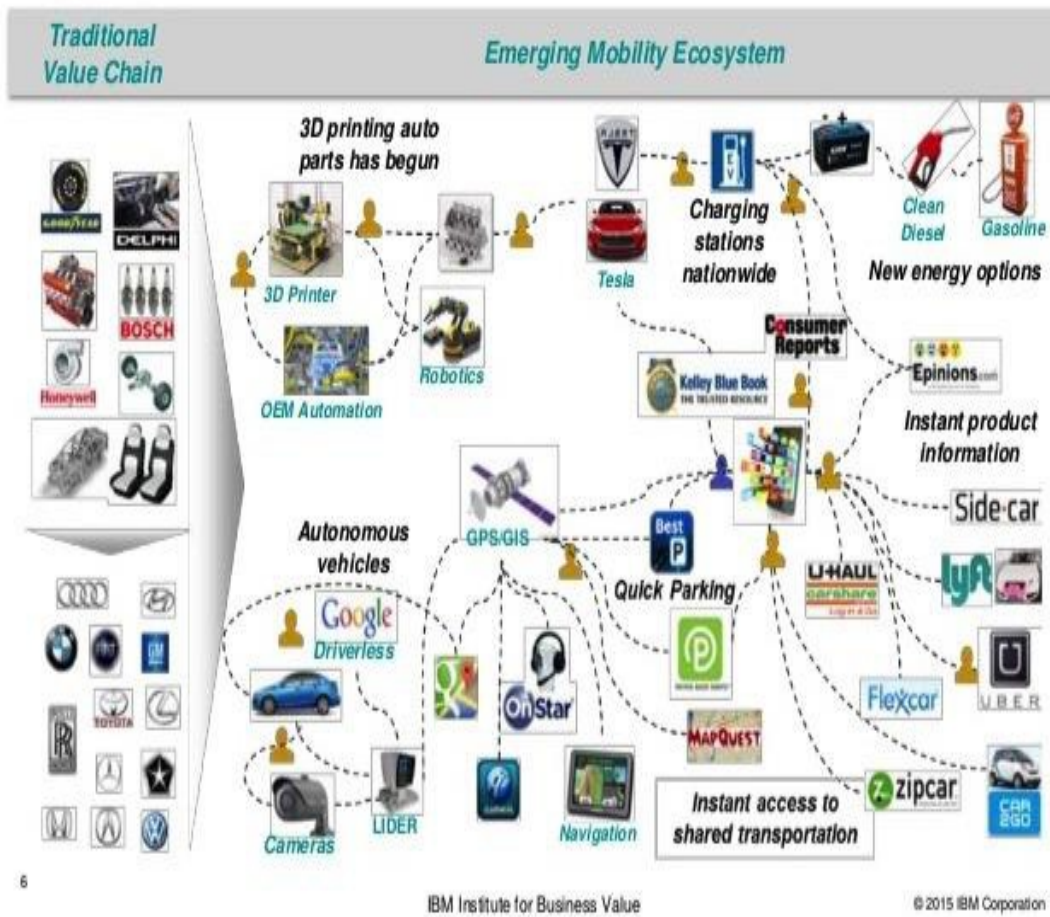 Traditional
Value Chain
Emerging Mobility Ecosystem
3D printing auto
parts has begun
GOODYEAR
DELPHI
BOSCH
Honeywell
3D Printer
OEM Automation
Robotics
Tesla
EV
Charging
stations
nationwide
Clean
Diesel
Gasoline
New energy options
Consumer
Reports
Kelley Blue Book
THE TRUSTED RESOURCE
Epinions.com
Instant product
information
GPS/GIS
Best
P
Quick Parking
Side·car
lyft
U-HAUL
carshare
UBER
U
Flexcar
Autonomous
vehicles
Google
Driverless
OnStar
MAPQUEST
Navigation
Cameras
LIDER
GM
TOYOTA
Instant access to
shared transportation
zipcar
CAR
2GO
6
IBM Institute for Business Value
© 2015 IBM Corporation